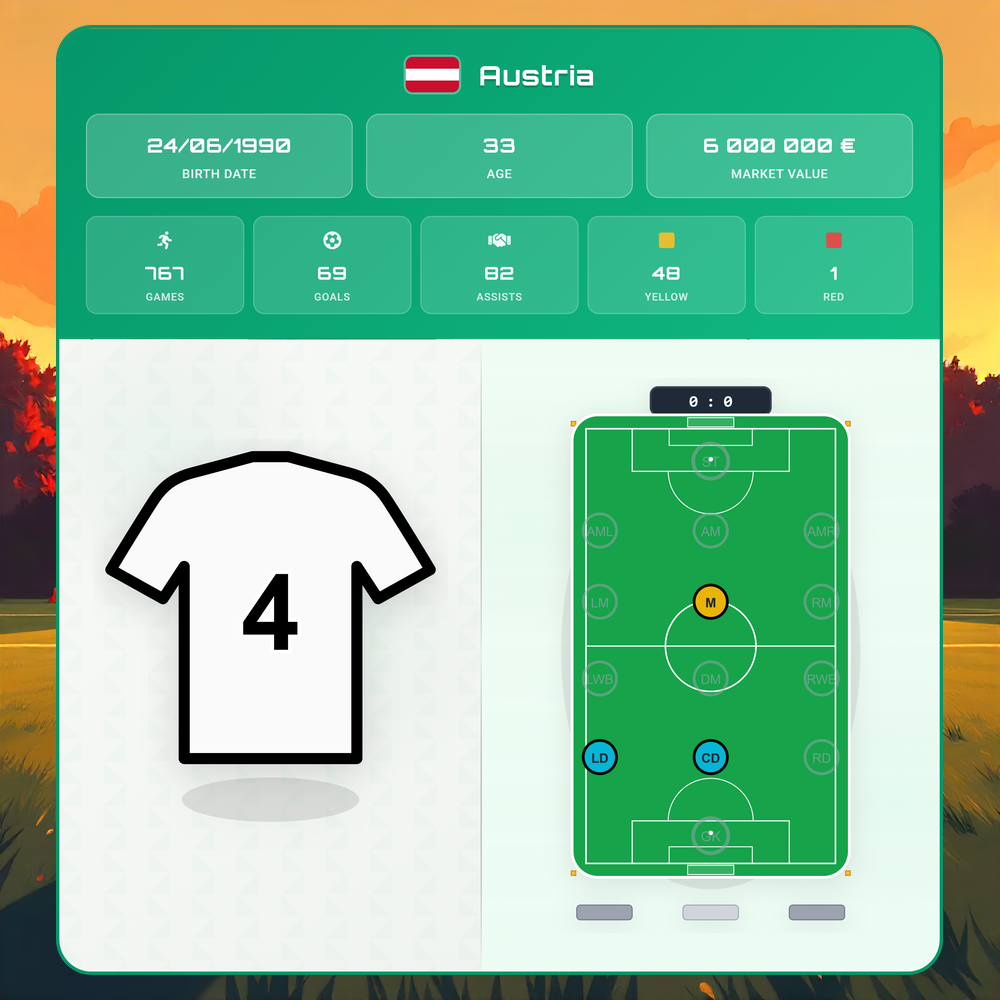 Austria
24/06/1990
BIRTH DATE
33
AGE
6 000 000 €
MARKET VALUE
767
GAMES
69
GOALS
82
ASSISTS
48
YELLOW
1
RED
4
0 : 0
ST
AML AM AMR
LM M RM
LWB DM RWB
LD CD RD
GK